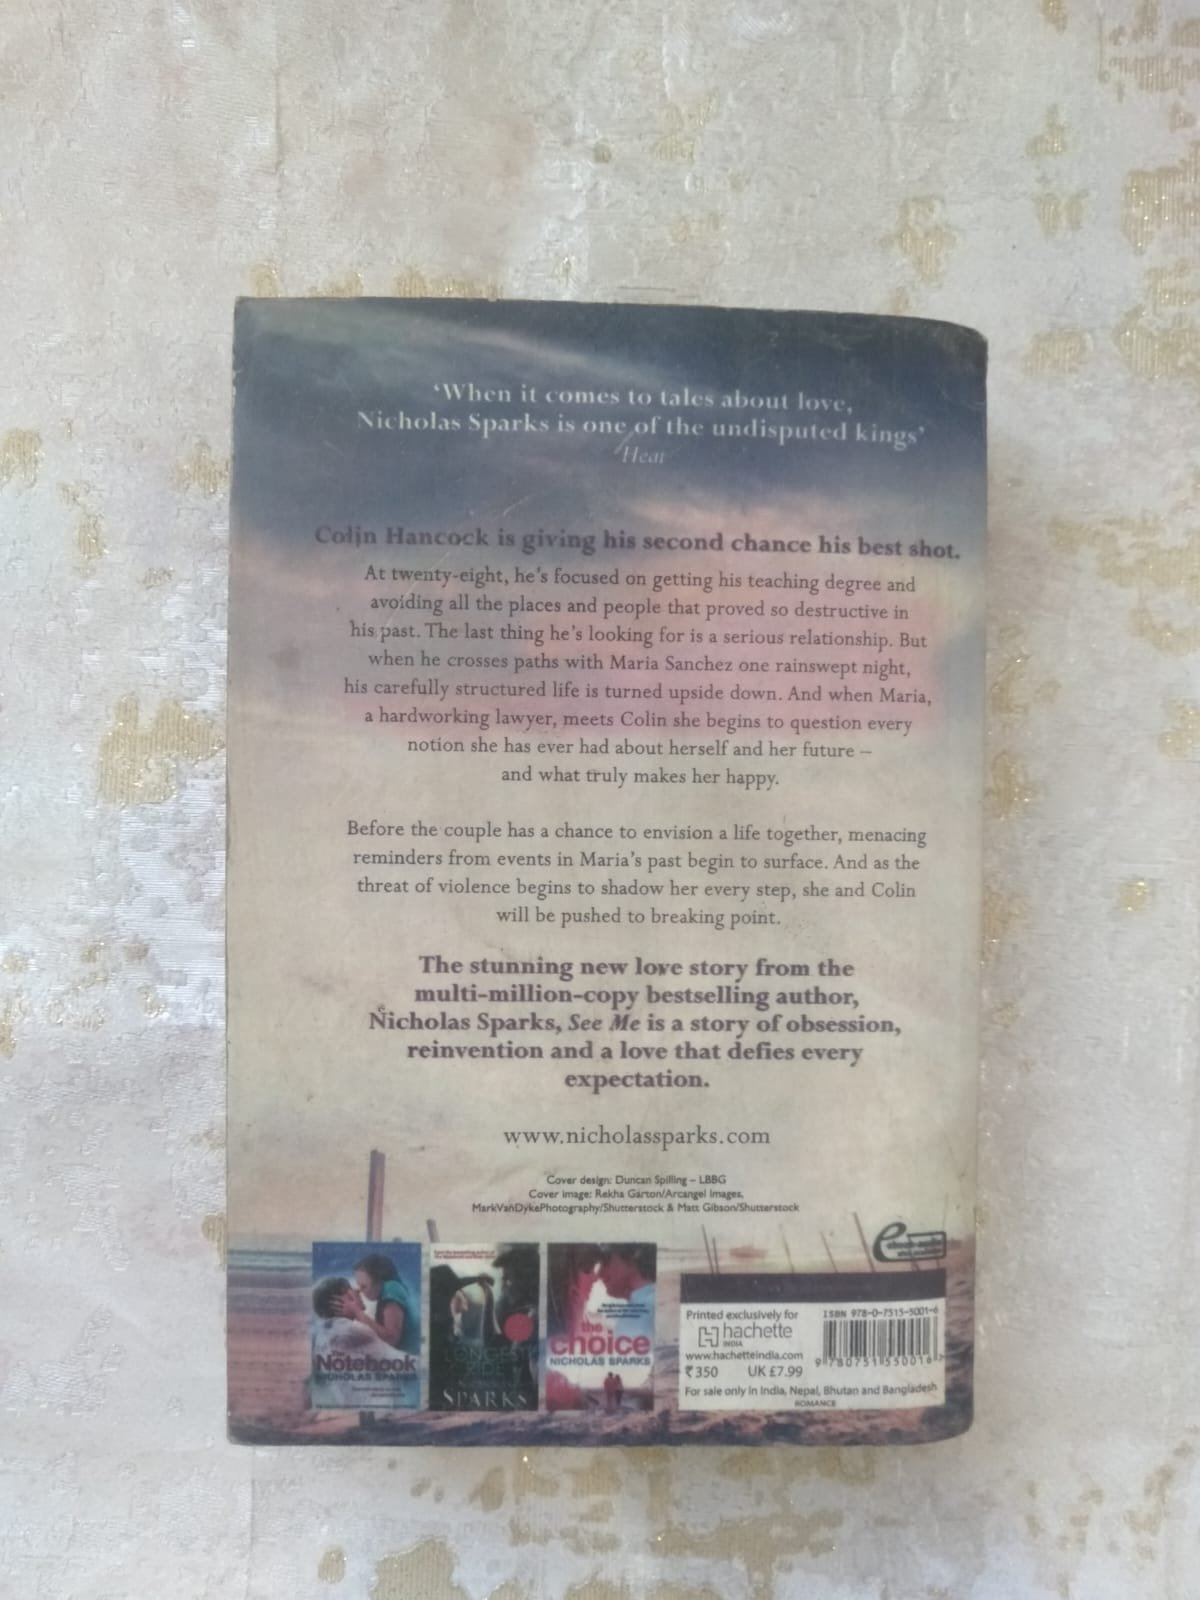 ‘When it comes to tales about love,
Nicholas Sparks is one of the undisputed kings’
Heat
Colin Hancock is giving his second chance his best shot.
At twenty-eight, he’s focused on getting his teaching degree and
avoiding all the places and people that proved so destructive in
his past. The last thing he’s looking for is a serious relationship. But
when he crosses paths with Maria Sanchez one rainswept night,
his carefully structured life is turned upside down. And when Maria,
a hardworking lawyer, meets Colin she begins to question every
notion she has ever had about herself and her future –
and what truly makes her happy.
Before the couple has a chance to envision a life together, menacing
reminders from events in Maria’s past begin to surface. And as the
threat of violence begins to shadow her every step, she and Colin
will be pushed to breaking point.
The stunning new love story from the
multi-million-copy bestselling author,
Nicholas Sparks, See Me is a story of obsession,
reinvention and a love that defies every
expectation.
www.nicholassparks.com
Cover design: Duncan Spilling – LBBG
Cover image: Rekha Garton/Arcangel Images,
MarkVanDykePhotography/Shutterstock & Matt Gibson/Shutterstock
The
Notebook
NICHOLAS SPARKS
SPARKS
the
choice
NICHOLAS SPARKS
Printed exclusively for
hachette
INDIA
www.hachetteindia.com
₹350 UK £7.99
ISBN 978-0-7515-5001-6
9 780751 550016
For sale only in India, Nepal, Bhutan and Bangladesh
ROMANCE